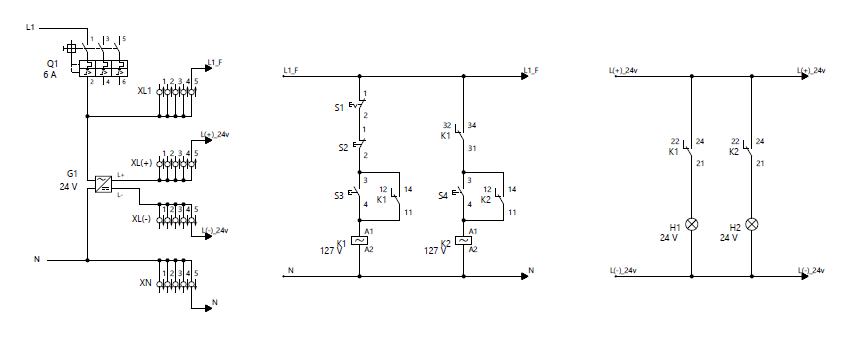 L1
1 3 5
Q1
6 A
2 4 6
L1_F
XL1
1 2 3 4 5
L(+)_24v
XL(+)
1 2 3 4 5
G1
24 V
L+
L-
XL(-)
1 2 3 4 5
L(-)_24v
N
XN
1 2 3 4 5
N
L1_F
L1_F
S1
1
2
S2
1
2
S3
3
4
K1
12 14
11
K1
127 V
A1
A2
K1
32 34
31
S4
3
4
K2
12 14
11
K2
127 V
A1
A2
N
N
L(+)_24v
L(+)_24v
22 24
K1
21
22 24
K2
21
H1
24 V
H2
24 V
L(-)_24v
L(-)_24v